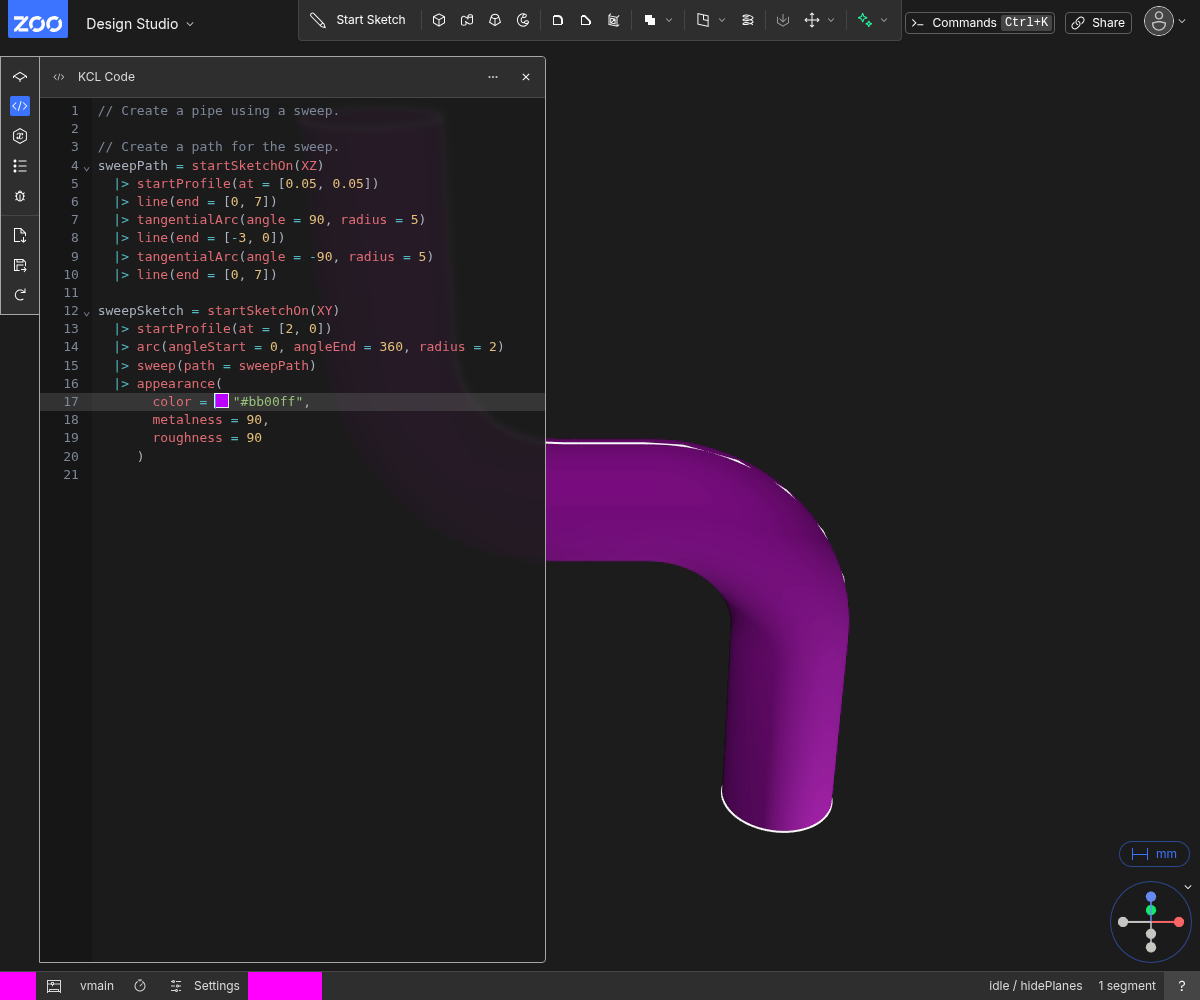 ZOO Design Studio Start Sketch Commands Ctrl+K Share
KCL Code
1 // Create a pipe using a sweep.
2
3 // Create a path for the sweep.
4 sweepPath = startSketchOn(XZ)
5 |> startProfile(at = [0.05, 0.05])
6 |> line(end = [0, 7])
7 |> tangentialArc(angle = 90, radius = 5)
8 |> line(end = [-3, 0])
9 |> tangentialArc(angle = -90, radius = 5)
10 |> line(end = [0, 7])
11
12 sweepSketch = startSketchOn(XY)
13 |> startProfile(at = [2, 0])
14 |> arc(angleStart = 0, angleEnd = 360, radius = 2)
15 |> sweep(path = sweepPath)
16 |> appearance(
17 color = "#bb00ff",
18 metalness = 90,
19 roughness = 90
20 )
21
mm
vmain Settings idle / hidePlanes 1 segment ?